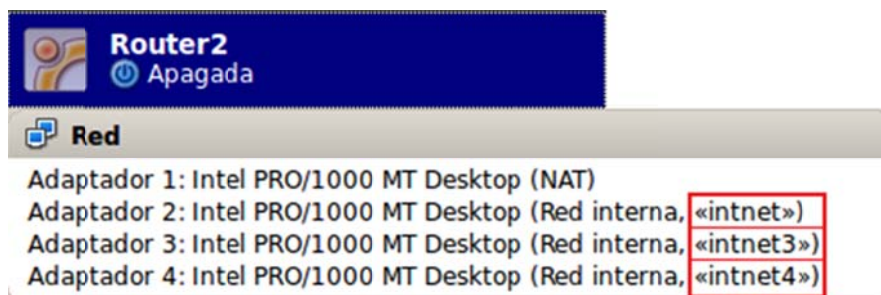 Router2
Apagada
Red
Adaptador 1: Intel PRO/1000 MT Desktop (NAT)
Adaptador 2: Intel PRO/1000 MT Desktop (Red interna, «intnet»)
Adaptador 3: Intel PRO/1000 MT Desktop (Red interna, «intnet3»)
Adaptador 4: Intel PRO/1000 MT Desktop (Red interna, «intnet4»)